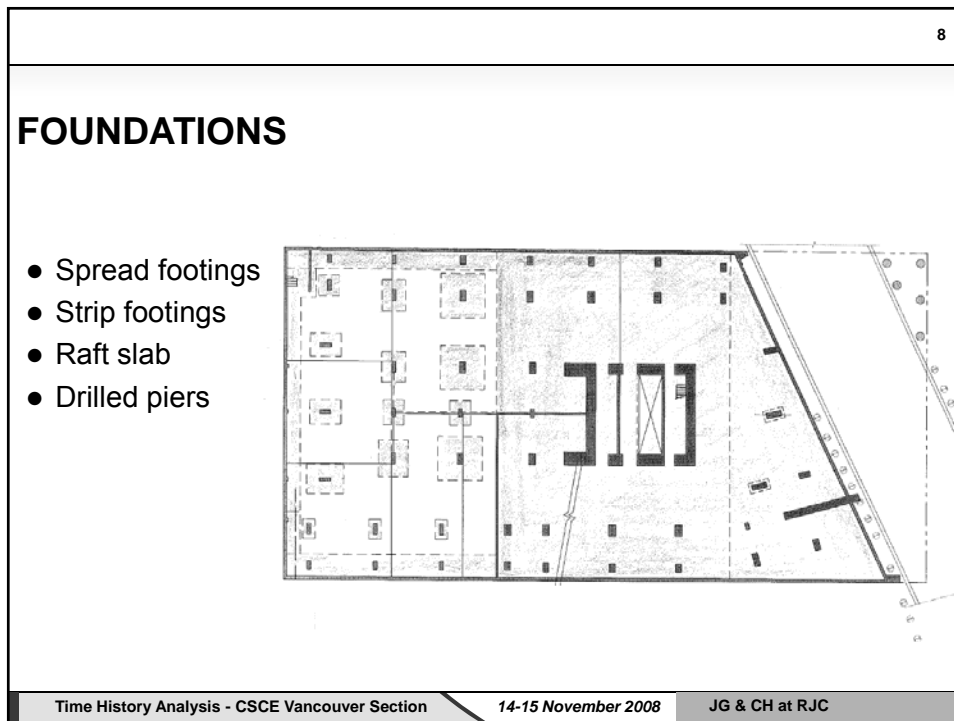 8
FOUNDATIONS
● Spread footings
● Strip footings
● Raft slab
● Drilled piers
Time History Analysis - CSCE Vancouver Section
14-15 November 2008
JG & CH at RJC